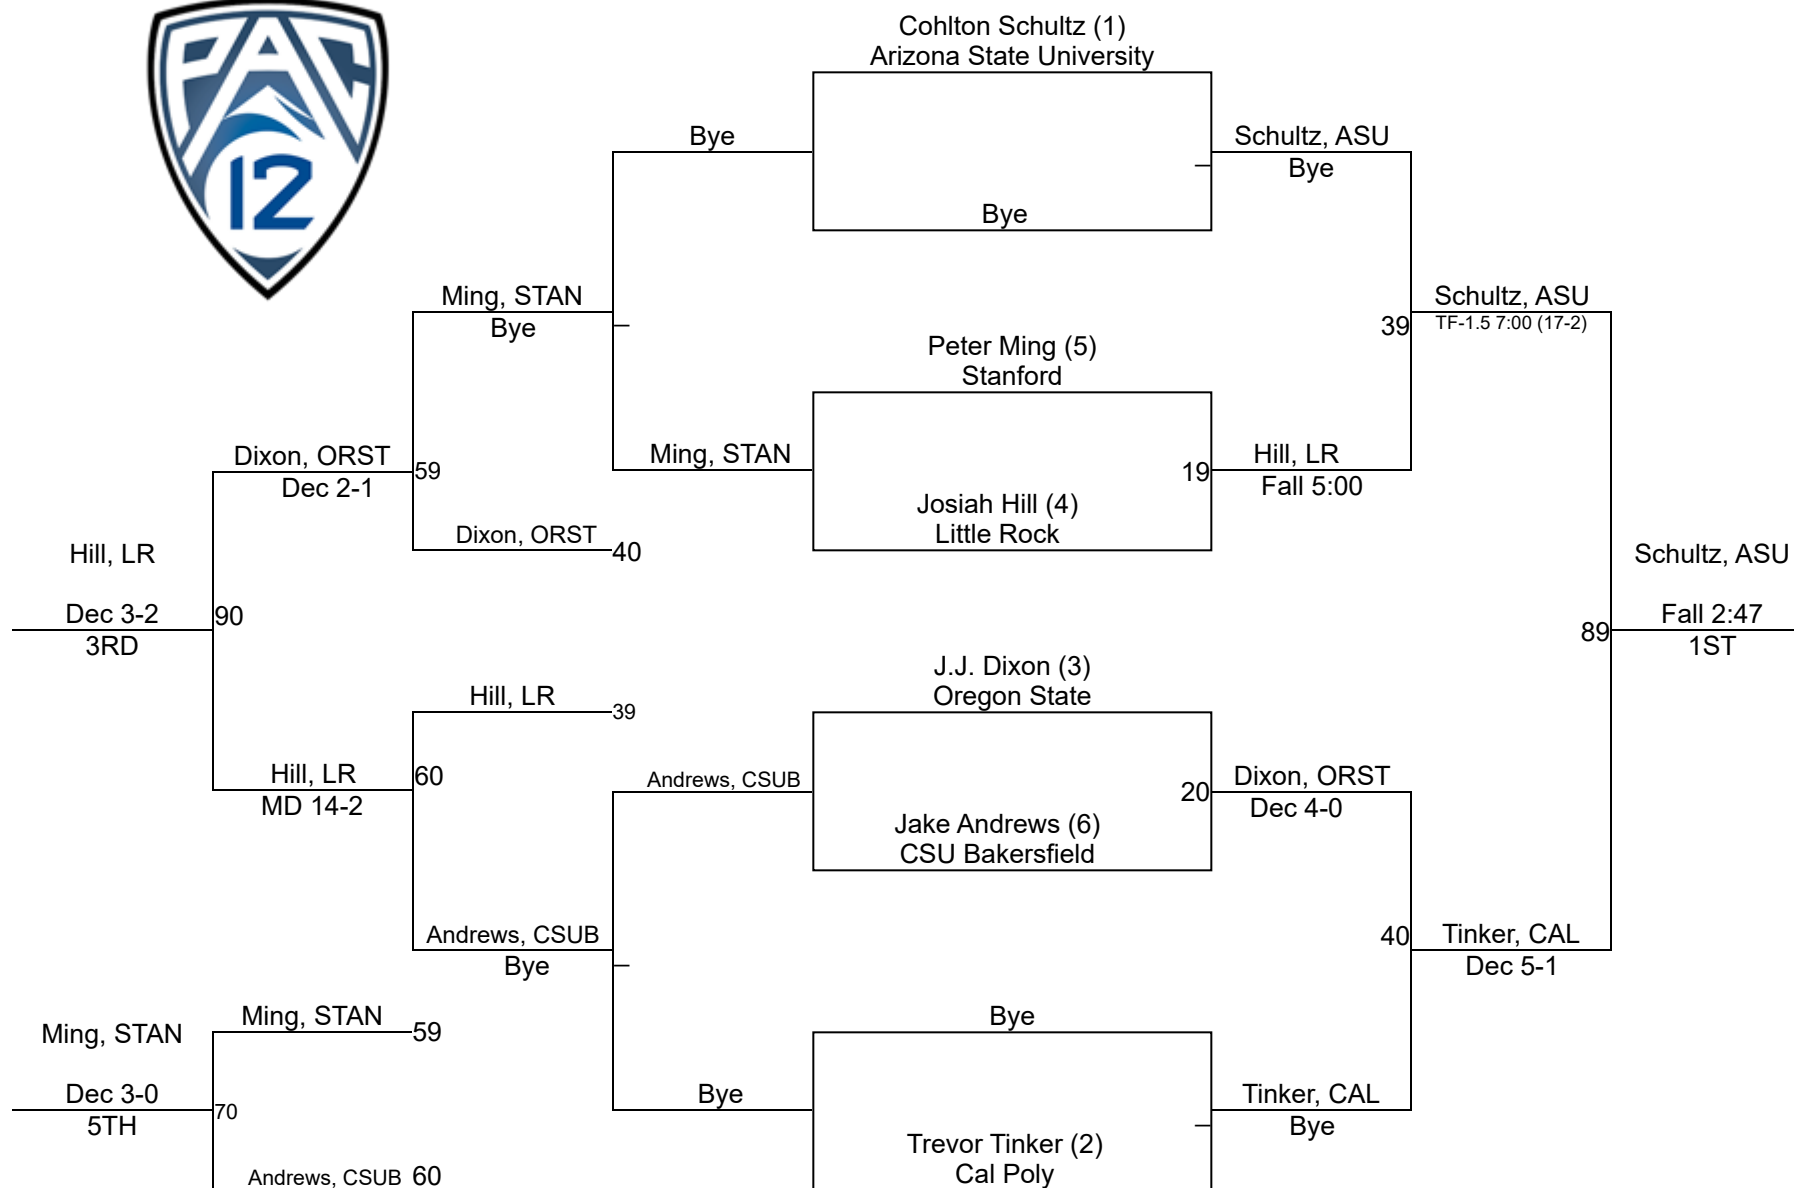 PAC
12
Cohlton Schultz (1)
Arizona State University
Bye
Schultz, ASU
Bye
Bye
Ming, STAN
Bye
Schultz, ASU
39
TF-1.5 7:00 (17-2)
Peter Ming (5)
Stanford
Dixon, ORST
59
Dec 2-1
Ming, STAN
19
Hill, LR
Fall 5:00
Josiah Hill (4)
Little Rock
Dixon, ORST
40
Hill, LR
Schultz, ASU
Dec 3-2
90
3RD
Fall 2:47
89
1ST
J.J. Dixon (3)
Oregon State
Hill, LR
39
Hill, LR
60
MD 14-2
Andrews, CSUB
20
Dixon, ORST
Dec 4-0
Jake Andrews (6)
CSU Bakersfield
Andrews, CSUB
Bye
40
Tinker, CAL
Dec 5-1
Ming, STAN
Ming, STAN
59
Bye
Dec 3-0
70
5TH
Bye
Tinker, CAL
Bye
Trevor Tinker (2)
Cal Poly
Andrews, CSUB
60